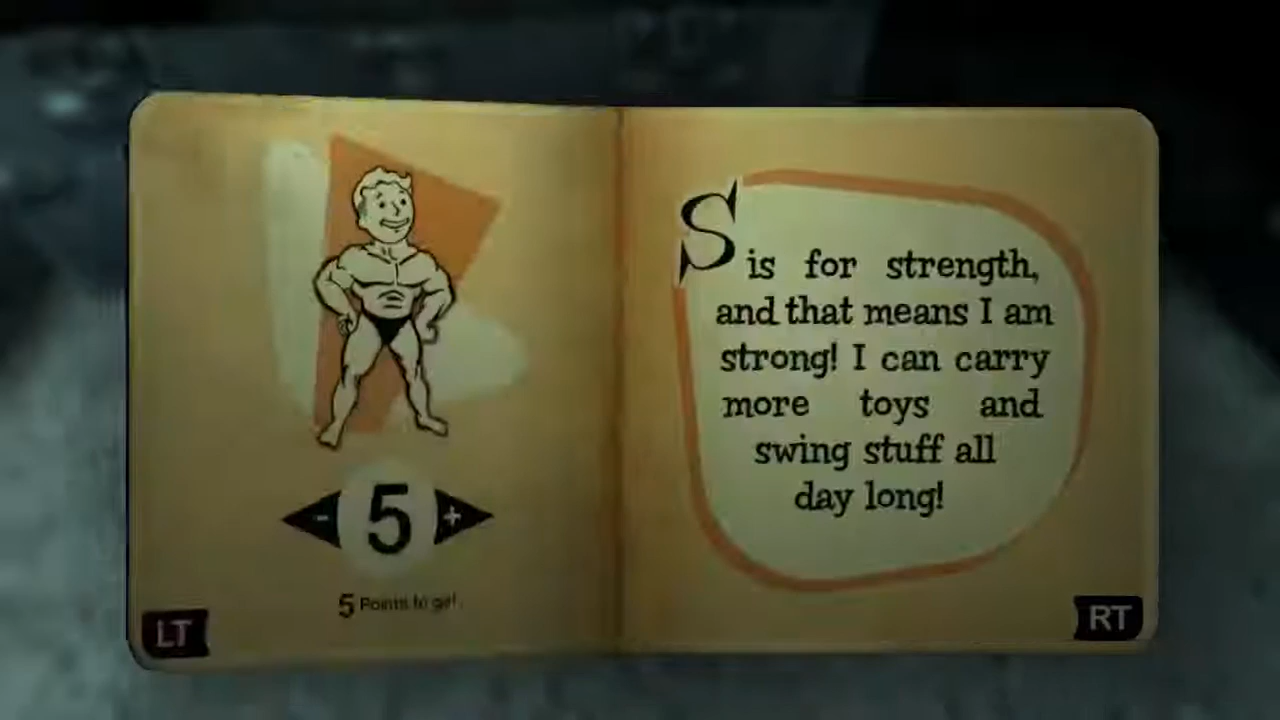 S is for strength,
and that means I am
strong! I can carry
more toys and
swing stuff all
day long!
- 5 +
5 Points to go!
LT
RT